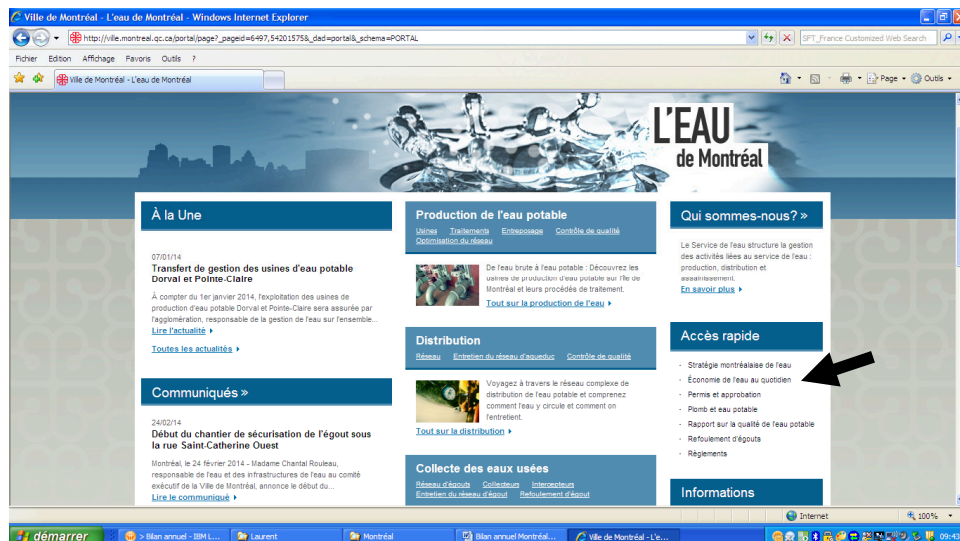 Ville de Montréal - L'eau de Montréal - Windows Internet Explorer
http://ville.montreal.qc.ca/portal/page?_pageid=6497,54201575&_dad=portal&_schema=PORTAL
SFT_France Customized Web Search
Fichier Edition Affichage Favoris Outils ?
Ville de Montréal - L'eau de Montréal
Page Outils
L'EAU
de Montréal
À la Une
07/01/14
Transfert de gestion des usines d'eau potable
Dorval et Pointe-Claire
À compter du 1er janvier 2014, l'exploitation des usines de
production d'eau potable Dorval et Pointe-Claire sera assurée par
l'agglomération, responsable de la gestion de l'eau sur l'ensemble...
Lire l'actualité
Toutes les actualités
Communiqués »
24/02/14
Début du chantier de sécurisation de l'égout sous
la rue Saint-Catherine Ouest
Montréal, le 24 février 2014 - Madame Chantal Rouleau,
responsable de l'eau et des infrastructures de l'eau au comité
exécutif de la Ville de Montréal, annonce le début du...
Lire le communiqué
Production de l'eau potable
Usines Traitements Entreposage Contrôle de qualité
Optimisation du réseau
De l'eau brute à l'eau potable : Découvrez les
usines de production d'eau potable sur l'île de
Montréal et leurs procédés de traitement.
Tout sur la production de l'eau
Distribution
Réseau Entretien du réseau d'aqueduc Contrôle de qualité
Voyagez à travers le réseau complexe de
distribution de l'eau potable et comprenez
comment l'eau y circule et comment on
l'entretient.
Tout sur la distribution
Collecte des eaux usées
Réseau d'égouts Collecteurs Intercepteurs
Entretien du réseau d'égout Refoulement d'égout
Qui sommes-nous? »
Le Service de l'eau structure la gestion
des activités liées au service de l'eau :
production, distribution et
assainissement.
En savoir plus
Accès rapide
- Stratégie montréalaise de l'eau
- Économie de l'eau au quotidien
- Permis et approbation
- Plomb et eau potable
- Rapport sur la qualité de l'eau potable
- Refoulement d'égouts
- Règlements
Informations
Internet 100%
démarrer > Bilan annuel - IBM L... Laurent Montréal Bilan annuel Montréal... Ville de Montréal - L'e... 09:43